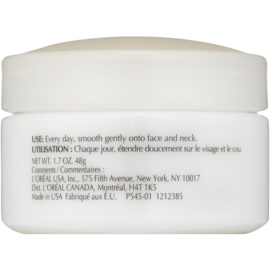 USE: Every day, smooth gently onto face and neck.
UTILISATION : Chaque jour, étendre doucement sur le visage et le cou.
NET WT. 1.7 OZ. 48g
Comments / Commentaires :
L'ORÉAL USA, Inc., 575 Fifth Avenue, New York, NY 10017
Dist. L'ORÉAL CANADA, Montréal, H4T 1K5
Made in USA Fabriqué aux É.U. P545-01 1212385